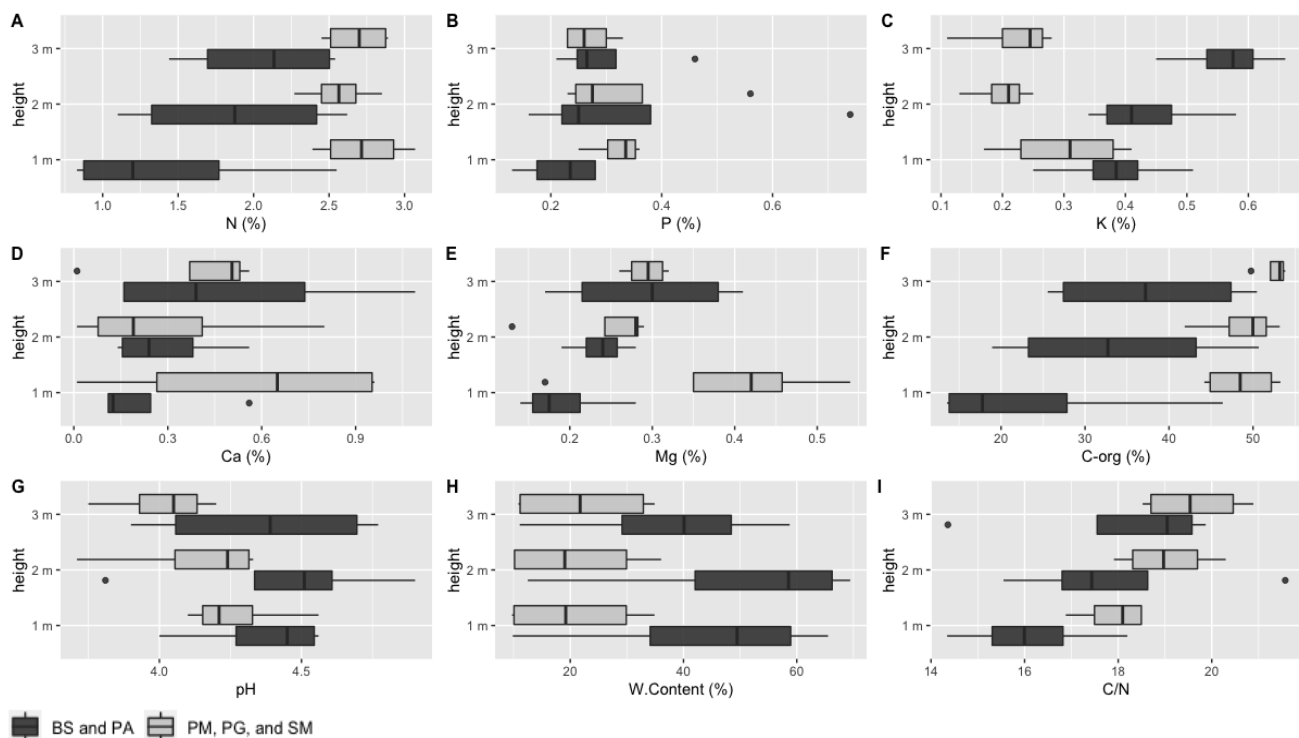 A
3 m
2 m
1 m
height
1.0 1.5 2.0 2.5 3.0
N (%)
B
3 m
2 m
1 m
height
0.2 0.4 0.6
P (%)
C
3 m
2 m
1 m
height
0.1 0.2 0.3 0.4 0.5 0.6
K (%)
D
3 m
2 m
1 m
height
0.0 0.3 0.6 0.9
Ca (%)
E
3 m
2 m
1 m
height
0.2 0.3 0.4 0.5
Mg (%)
F
3 m
2 m
1 m
height
20 30 40 50
C-org (%)
G
3 m
2 m
1 m
height
4.0 4.5
pH
H
3 m
2 m
1 m
height
20 40 60
W.Content (%)
I
3 m
2 m
1 m
height
14 16 18 20
C/N
BS and PA PM, PG, and SM